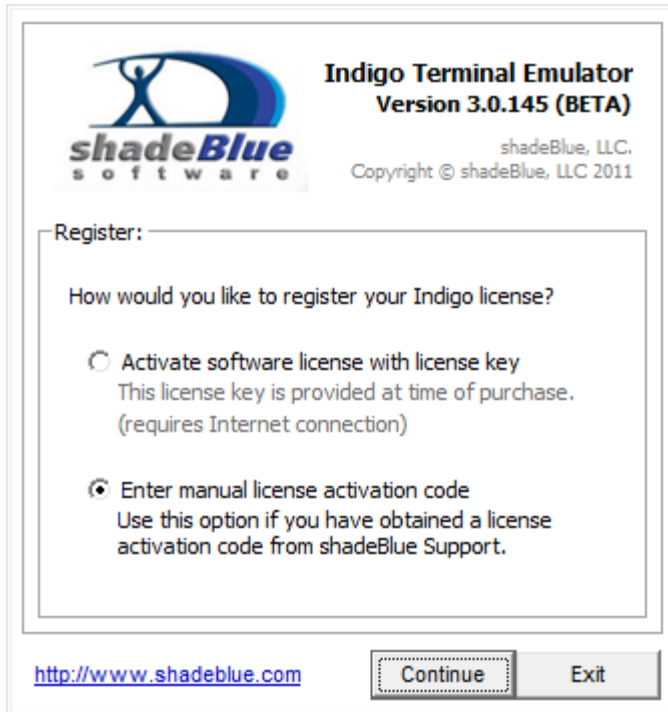 shadeBlue
software
Indigo Terminal Emulator
Version 3.0.145 (BETA)
shadeBlue, LLC.
Copyright © shadeBlue, LLC 2011
Register:
How would you like to register your Indigo license?
Activate software license with license key
This license key is provided at time of purchase.
(requires Internet connection)
Enter manual license activation code
Use this option if you have obtained a license
activation code from shadeBlue Support.
http://www.shadeblue.com
Continue
Exit